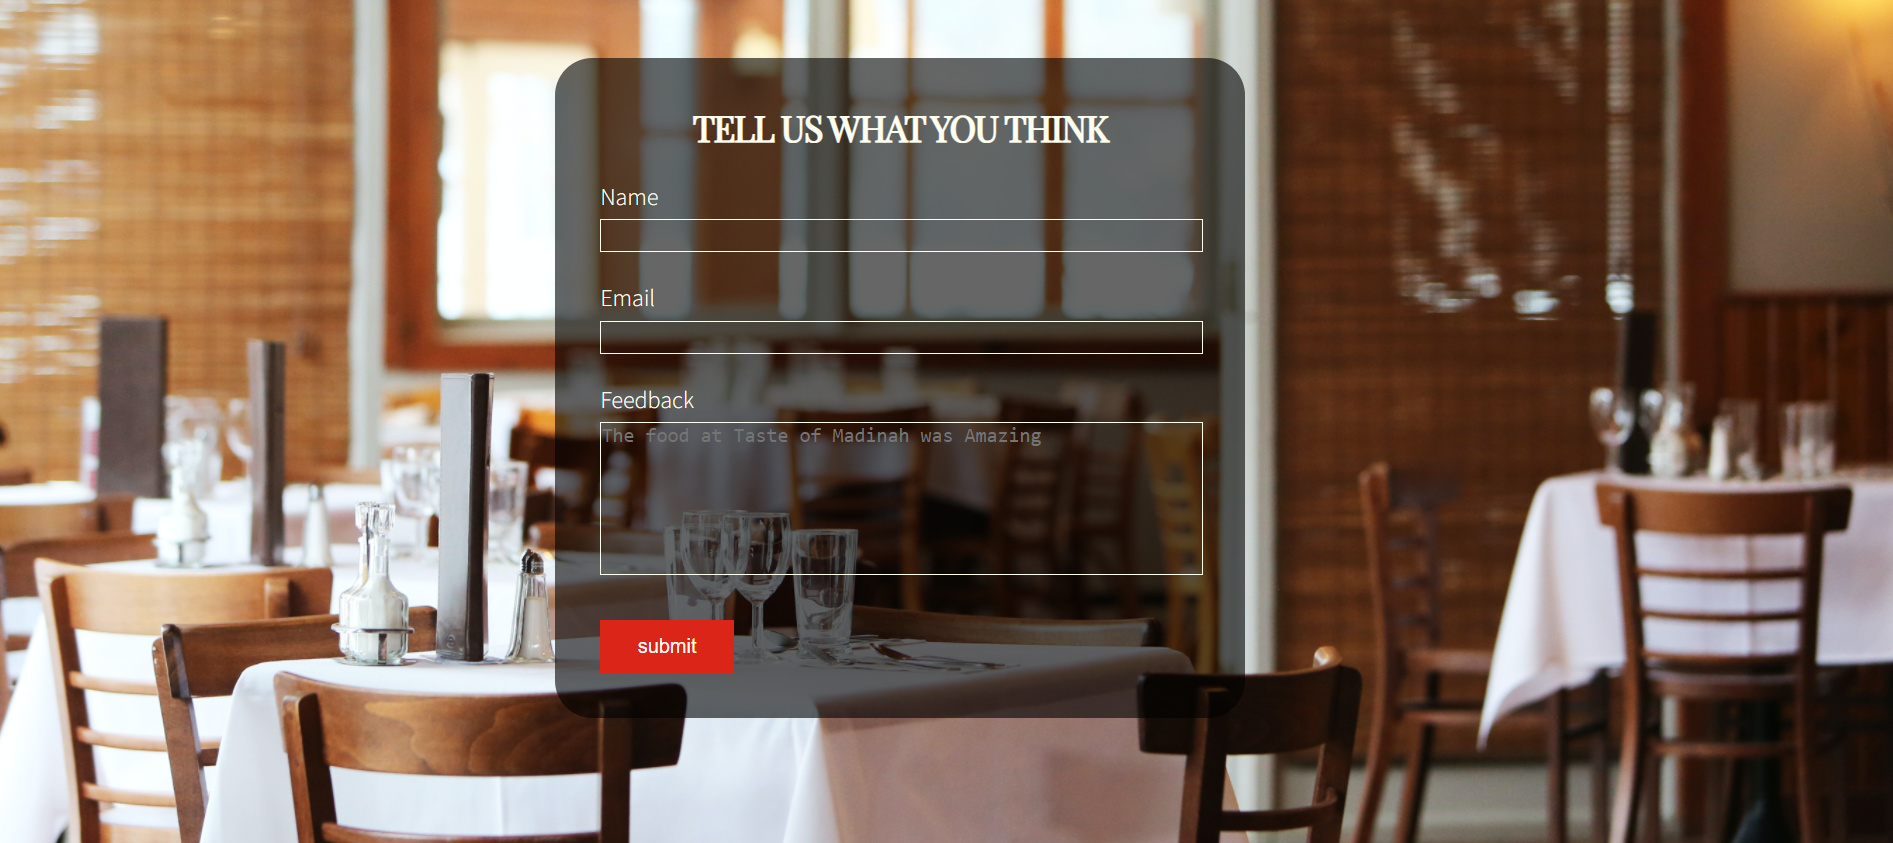 TELL US WHAT YOU THINK
Name
Email
Feedback
The food at Taste of Madinah was Amazing
submit